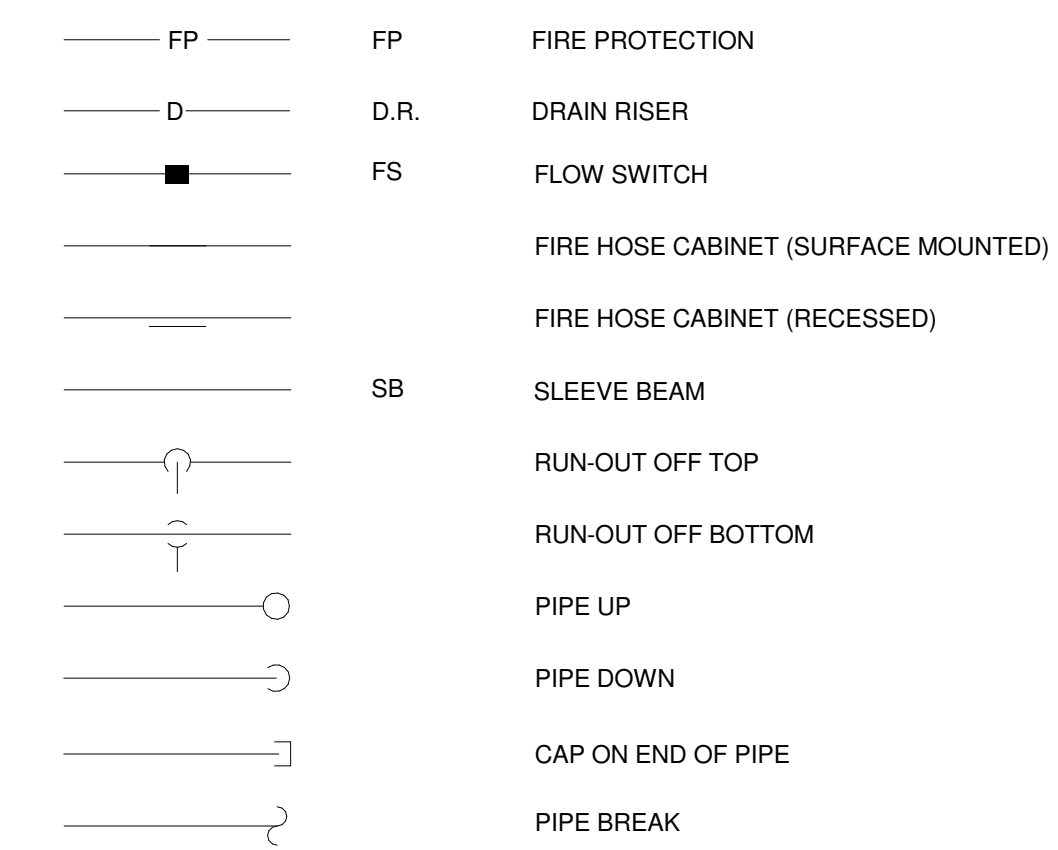 FP FP FIRE PROTECTION
D D.R. DRAIN RISER
FS FLOW SWITCH
FIRE HOSE CABINET (SURFACE MOUNTED)
FIRE HOSE CABINET (RECESSED)
SB SLEEVE BEAM
RUN-OUT OFF TOP
RUN-OUT OFF BOTTOM
PIPE UP
PIPE DOWN
CAP ON END OF PIPE
PIPE BREAK